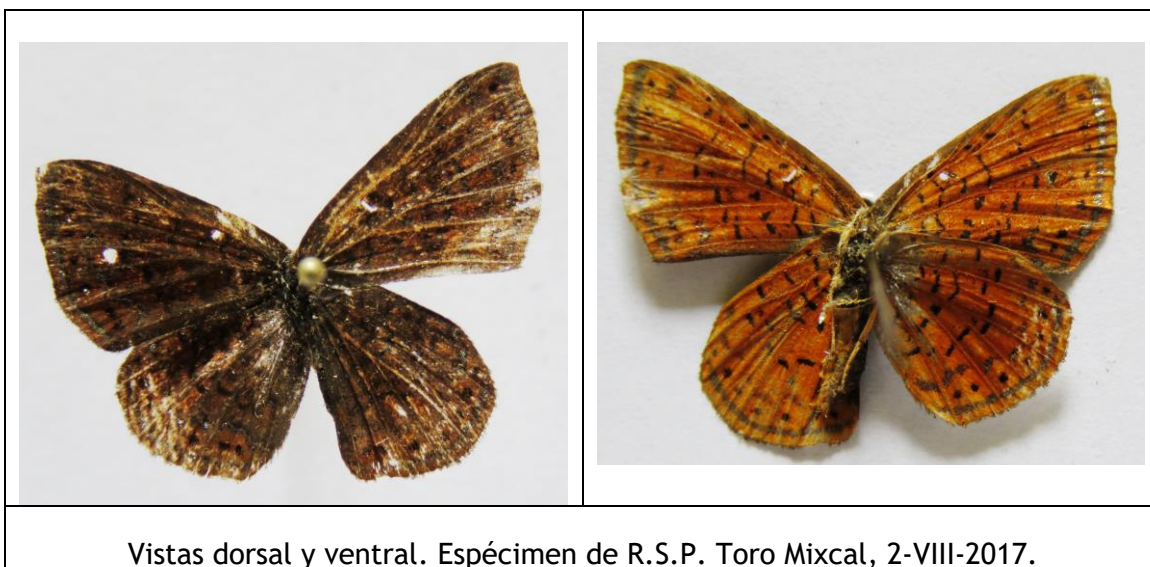 Vistas dorsal y ventral. Espécimen de R.S.P. Toro Mixcal, 2-VIII-2017.